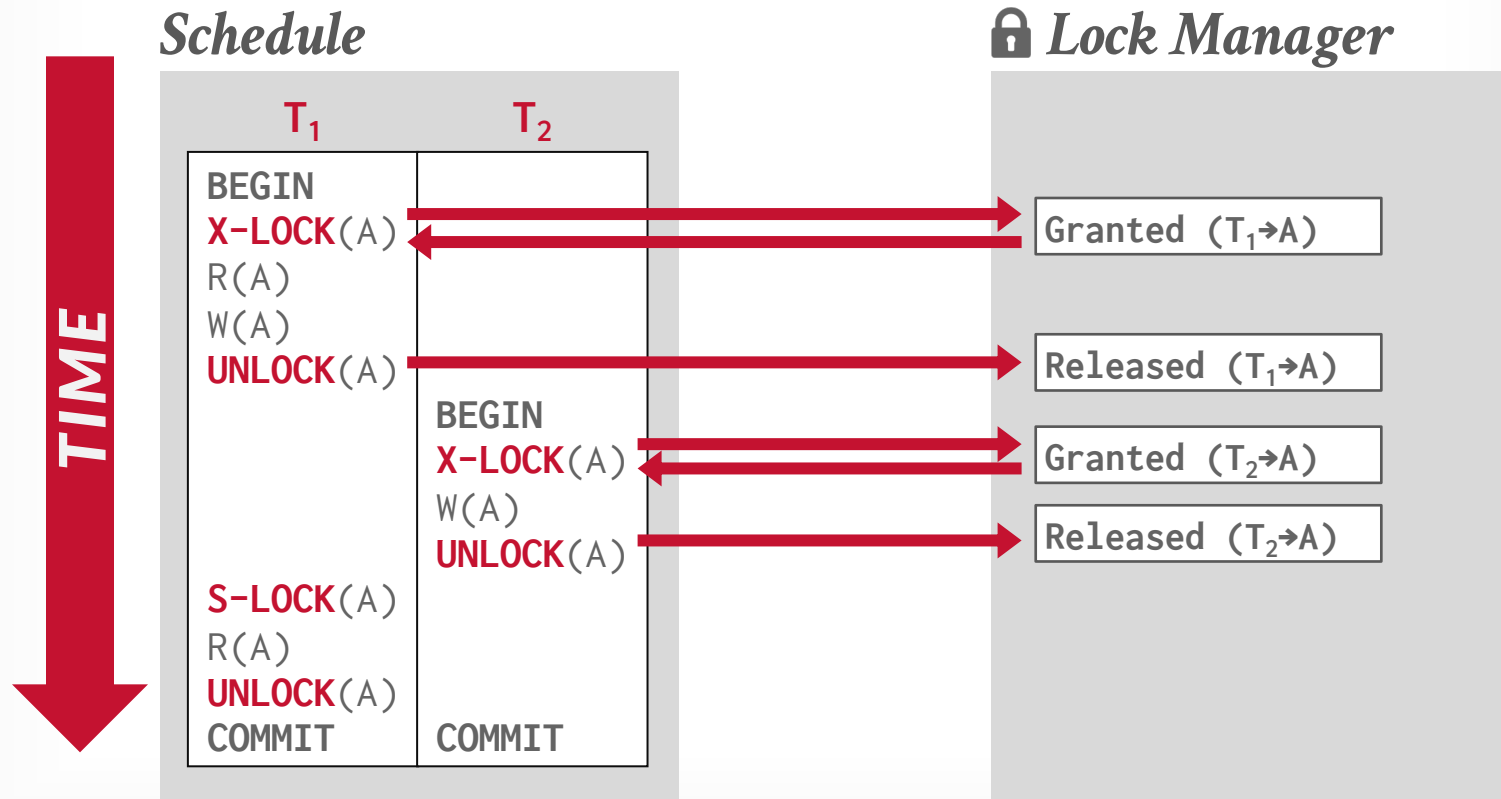 Schedule
Lock Manager
TIME
T₁ T₂
BEGIN
X-LOCK(A)
Granted (T₁→A)
R(A)
W(A)
UNLOCK(A)
Released (T₁→A)
BEGIN
X-LOCK(A)
Granted (T₂→A)
W(A)
UNLOCK(A)
Released (T₂→A)
S-LOCK(A)
R(A)
UNLOCK(A)
COMMIT COMMIT